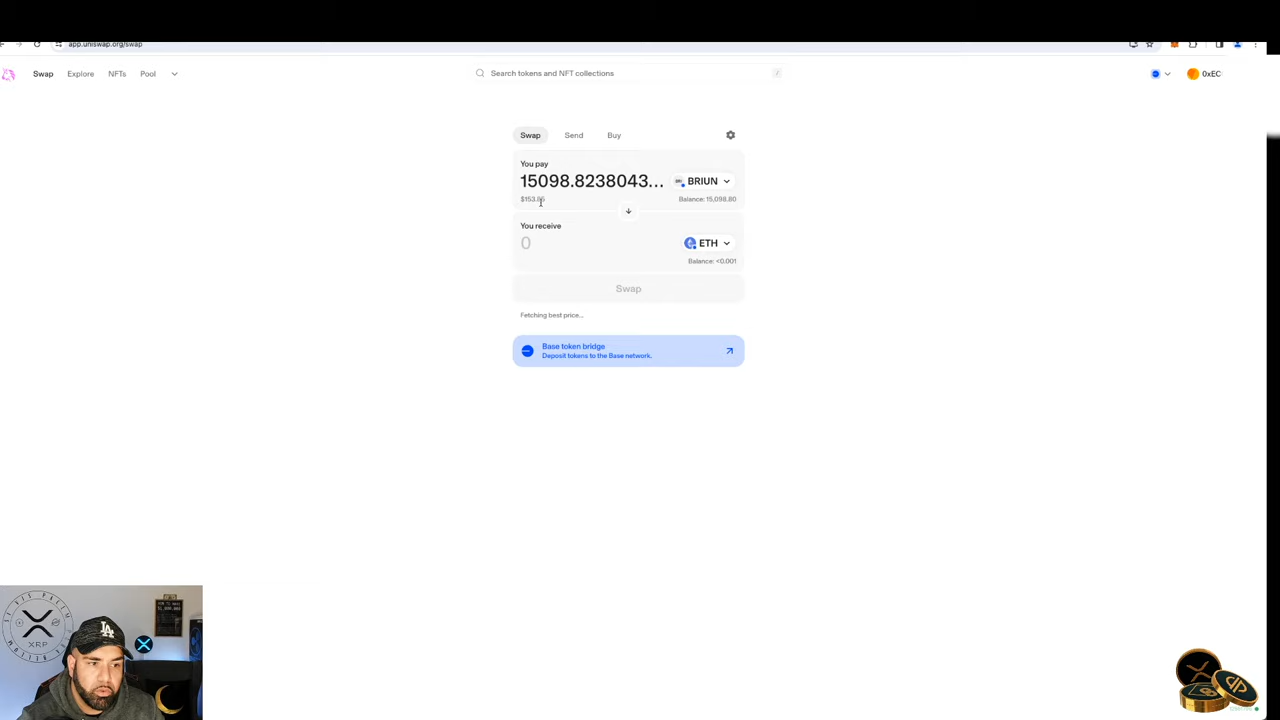 app.uniswap.org/swap
Swap Explore NFTs Pool
Search tokens and NFT collections /
0xEC
Swap Send Buy
You pay
15098.8238043... BRIUN
Balance: 15,098.80
You receive
0 ETH
Balance: <0.001
Swap
Fetching best price...
Base token bridge
Deposit tokens to the Base network.
XRP
LA